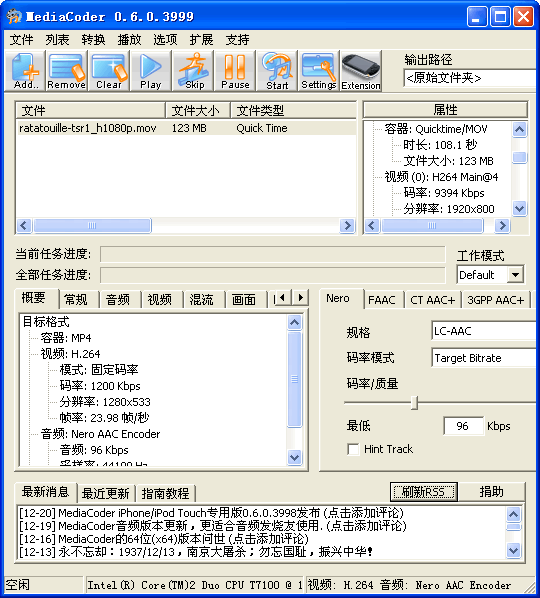 MediaCoder 0.6.0.3999
文件 列表 转换 播放 选项 扩展 支持
Add.. Remove Clear Play Skip Pause Start Settings Extension
输出路径
<原始文件夹>
文件 文件大小 文件类型
ratatouille-tsr1_h1080p.mov 123 MB Quick Time
属性
容器: Quicktime/MOV
时长: 108.1 秒
文件大小: 123 MB
视频 (0): H264 Main@4
码率: 9394 Kbps
分辨率: 1920x800
当前任务进度:
全部任务进度:
工作模式
Default
概要 常规 音频 视频 混流 画面
目标格式
容器: MP4
视频: H.264
模式: 固定码率
码率: 1200 Kbps
分辨率: 1280x533
帧率: 23.98 帧/秒
音频: Nero AAC Encoder
音频: 96 Kbps
采样率: 44100 Hz
Nero FAAC CT AAC+ 3GPP AAC+
规格 LC-AAC
码率模式 Target Bitrate
码率/质量
最低 96 Kbps
Hint Track
最新消息 最近更新 指南教程
刷新RSS 捐助
[12-20] MediaCoder iPhone/iPod Touch专用版0.6.0.3998发布 (点击添加评论)
[12-19] MediaCoder音频版本更新，更适合音频发烧友使用. (点击添加评论)
[12-16] MediaCoder的64位(x64)版本问世 (点击添加评论)
[12-13] 永不忘却：1937/12/13，南京大屠杀；勿忘国耻，振兴中华!
空闲 Intel(R) Core(TM)2 Duo CPU T7100 @ 1 视频: H.264 音频: Nero AAC Encoder